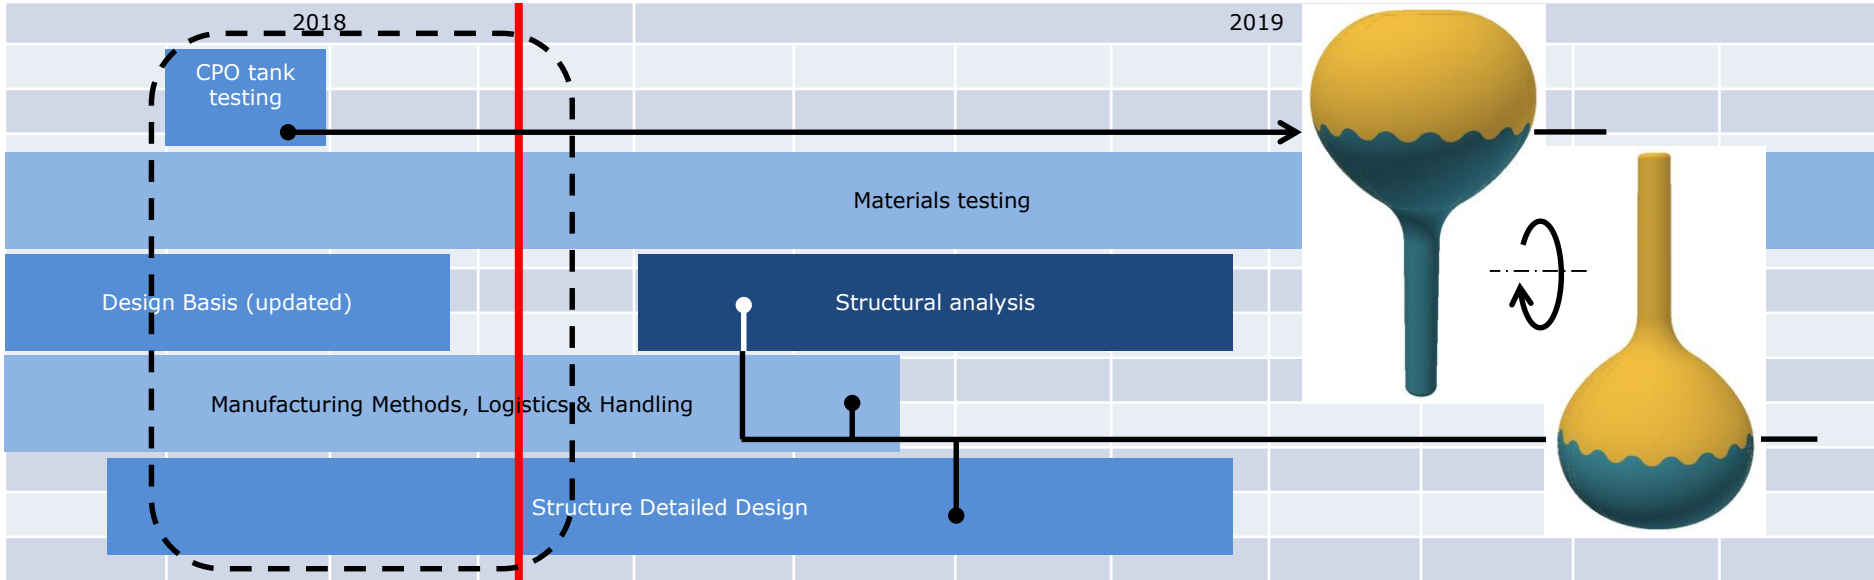 2018
2019
CPO tank
testing
Materials testing
Design Basis (updated)
Structural analysis
Manufacturing Methods, Logistics & Handling
Structure Detailed Design